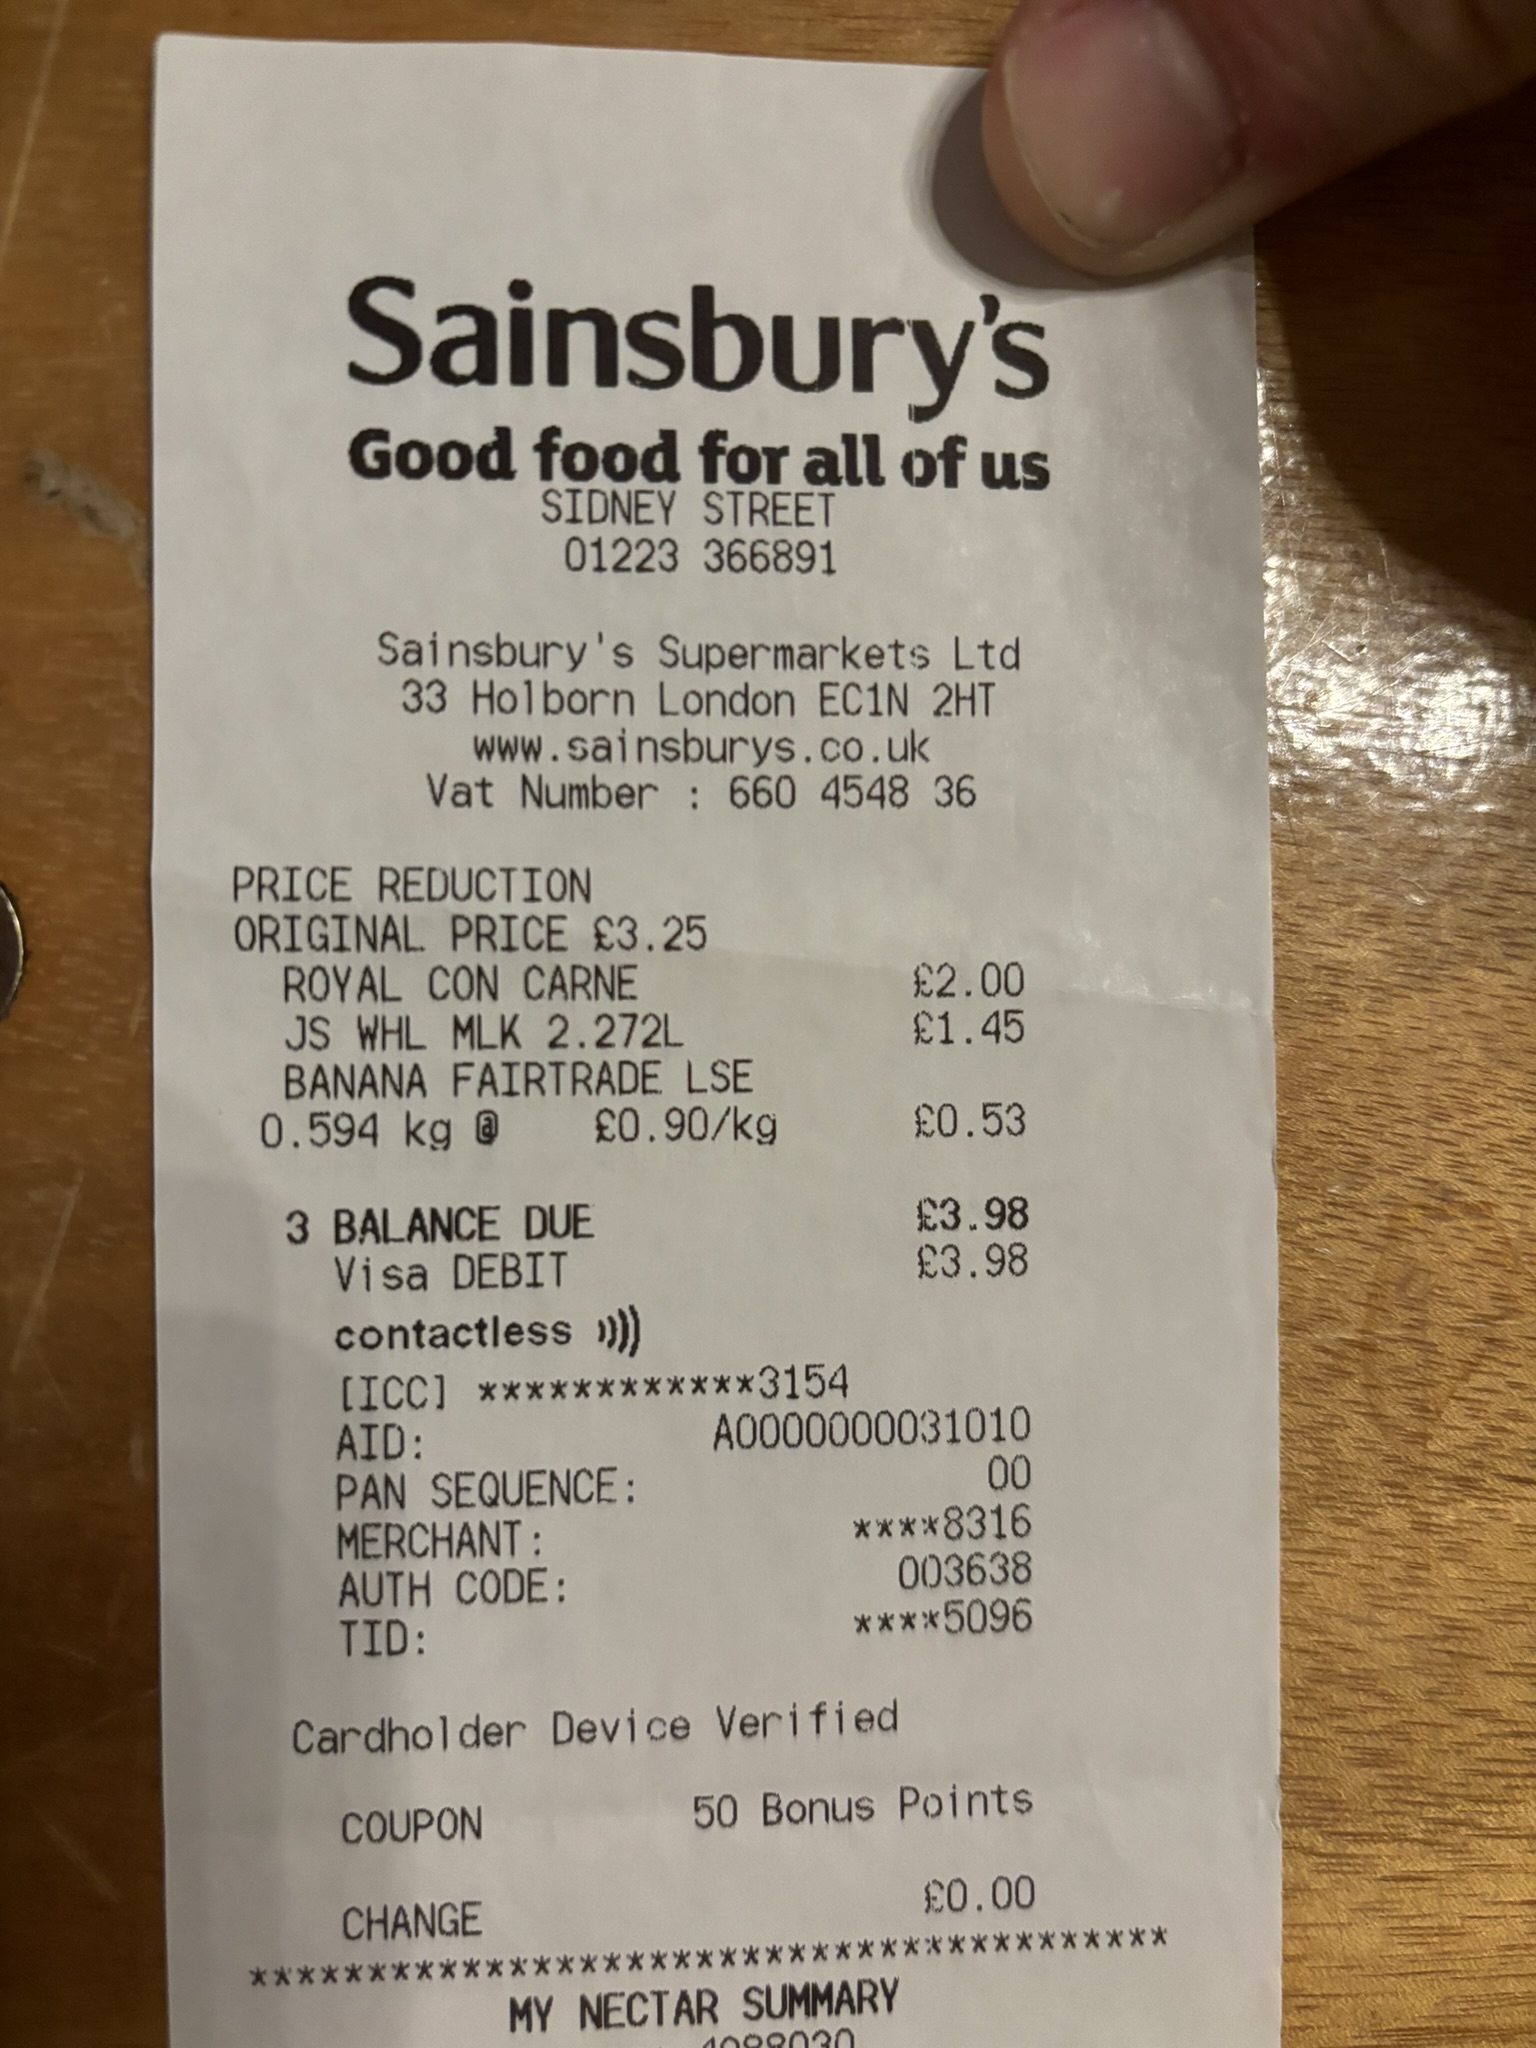 Sainsbury's
Good food for all of us
SIDNEY STREET
01223 366891
Sainsbury's Supermarkets Ltd
33 Holborn London EC1N 2HT
www.sainsburys.co.uk
Vat Number : 660 4548 36
PRICE REDUCTION
ORIGINAL PRICE £3.25
ROYAL CON CARNE £2.00
JS WHL MLK 2.272L £1.45
BANANA FAIRTRADE LSE
0.594 kg @ £0.90/kg £0.53
3 BALANCE DUE £3.98
Visa DEBIT £3.98
contactless
[ICC] ************3154
AID: A0000000031010
PAN SEQUENCE: 00
MERCHANT: ****8316
AUTH CODE: 003638
TID: ****5096
Cardholder Device Verified
COUPON 50 Bonus Points
CHANGE £0.00
***************************************
MY NECTAR SUMMARY